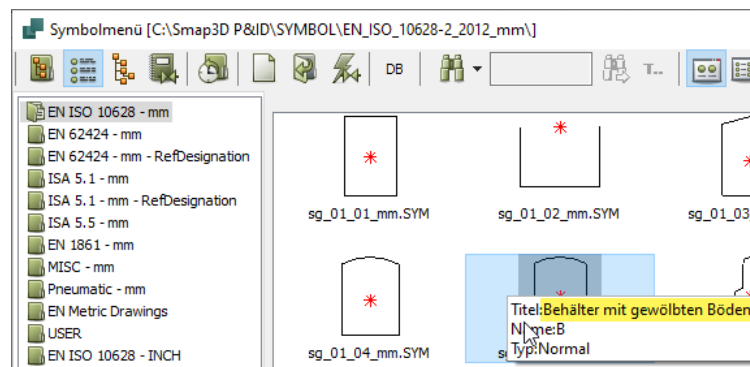 Symbolmenü [C:\Smap3D P&ID\SYMBOL\EN_ISO_10628-2_2012_mm\]
DB
T..
EN ISO 10628 - mm
EN 62424 - mm
EN 62424 - mm - RefDesignation
ISA 5.1 - mm
ISA 5.1 - mm - RefDesignation
ISA 5.5 - mm
EN 1861 - mm
MISC - mm
Pneumatic - mm
EN Metric Drawings
USER
EN ISO 10628 - INCH
sg_01_01_mm.SYM
sg_01_02_mm.SYM
sg_01_03
sg_01_04_mm.SYM
Titel:Behälter mit gewölbten Böden
Name:B
Typ:Normal